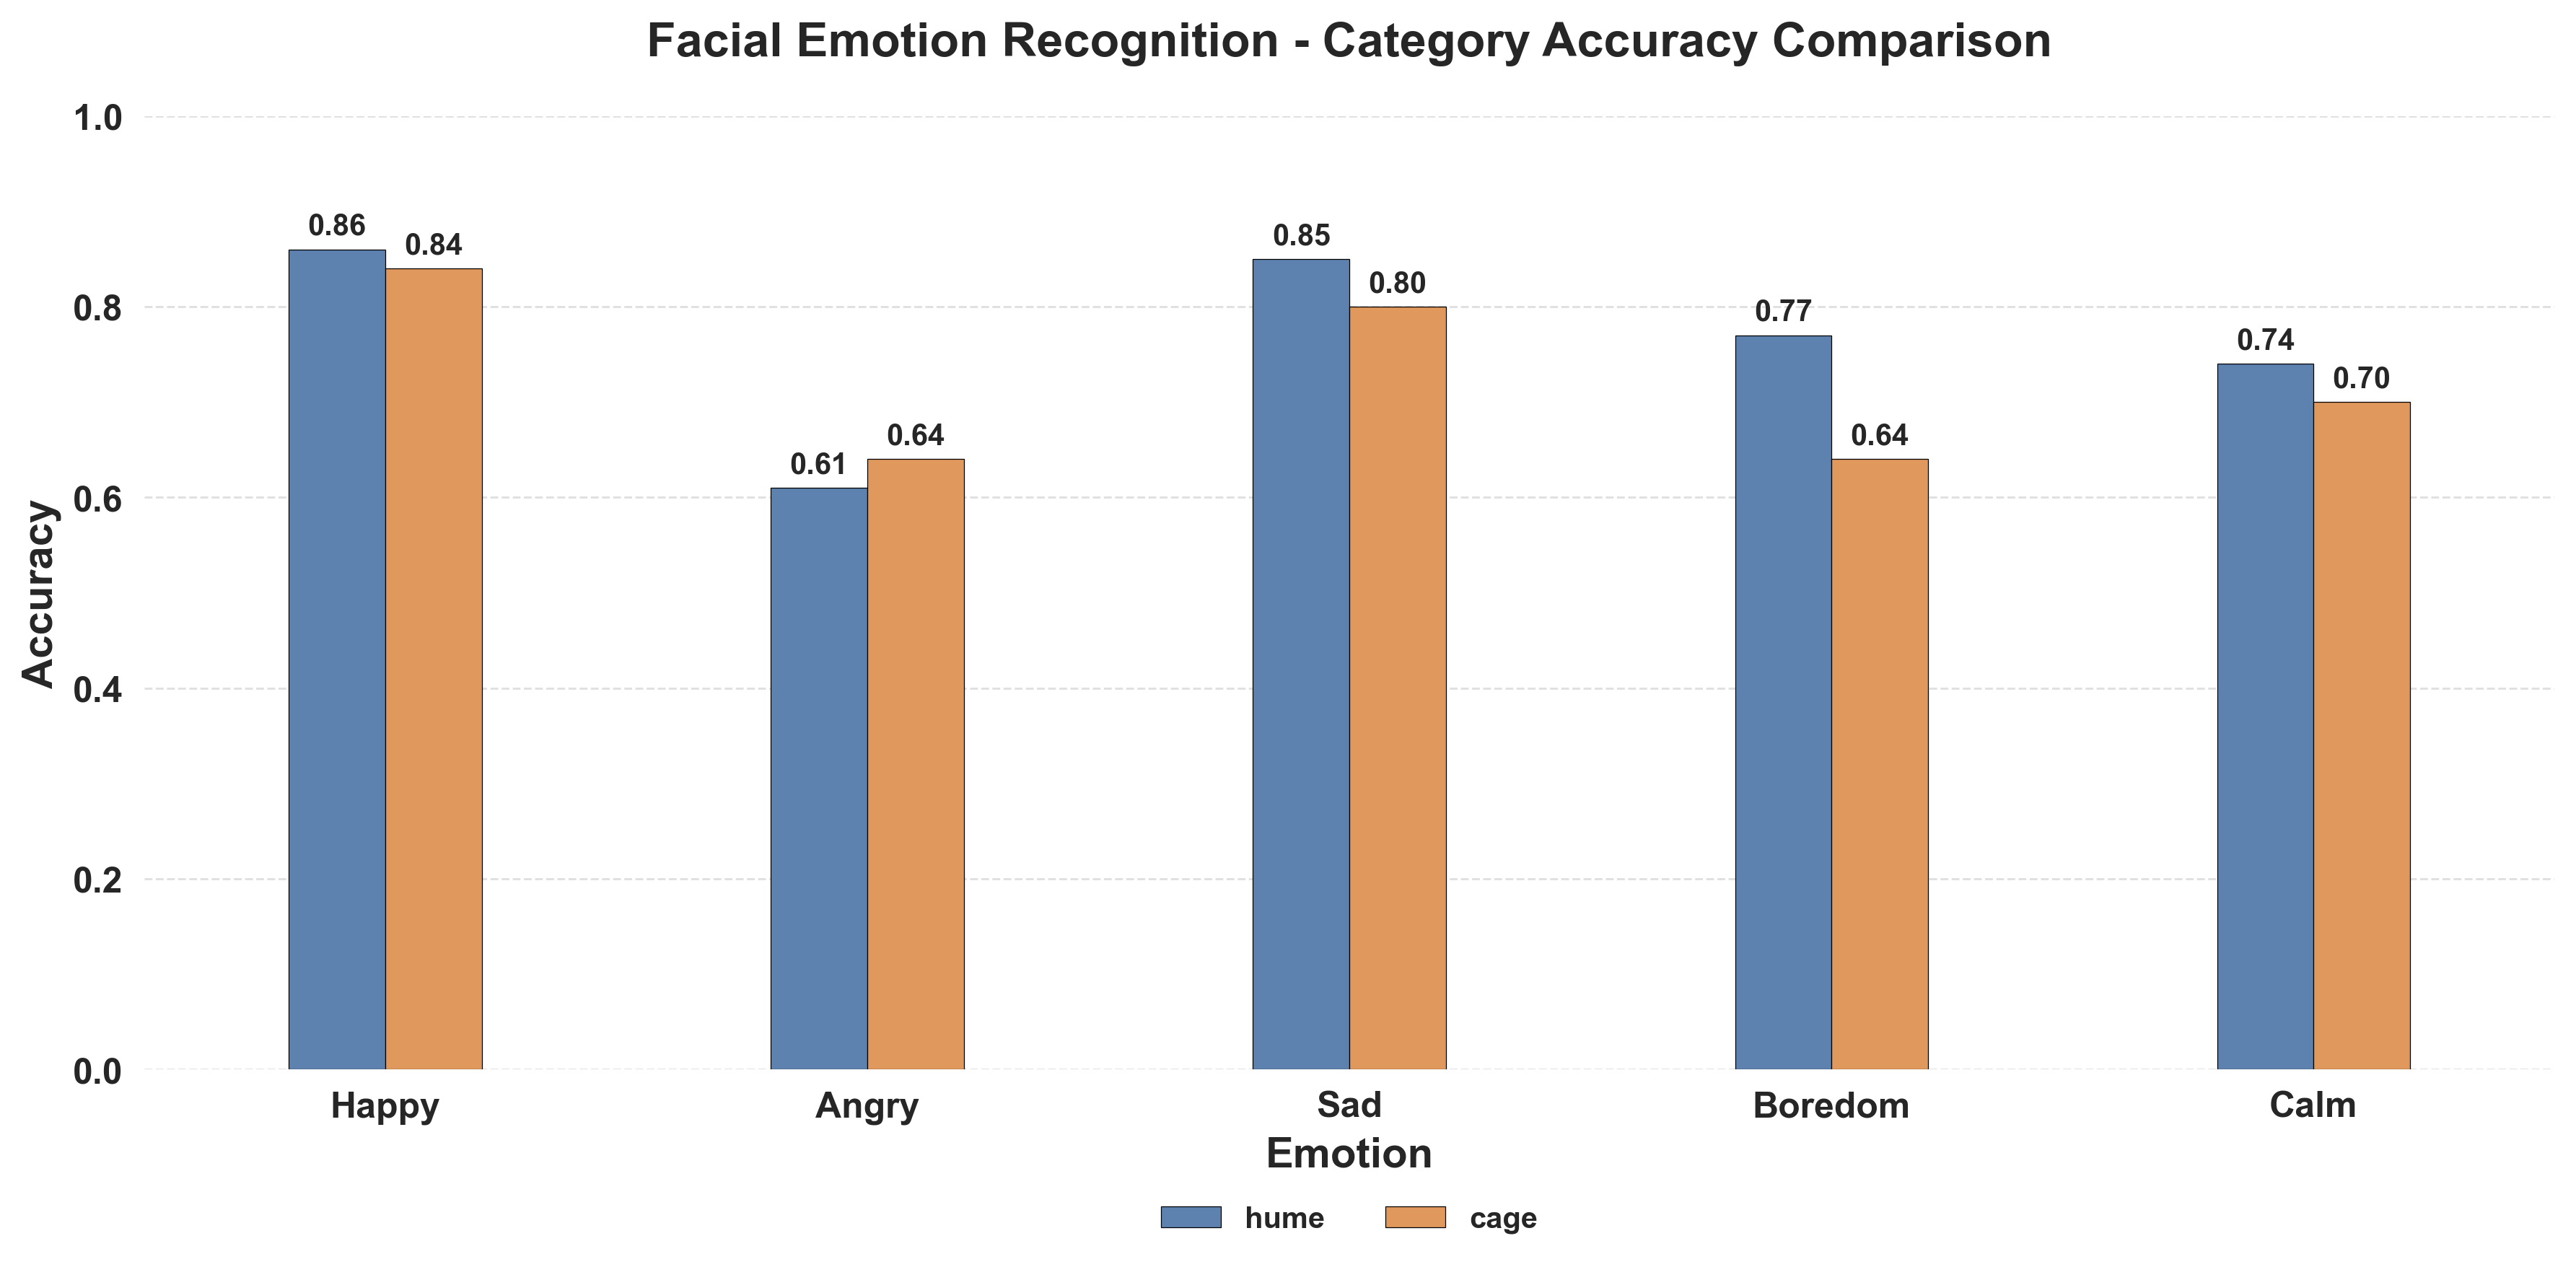 Facial Emotion Recognition - Category Accuracy Comparison
1.0
0.8
0.6
0.4
0.2
0.0
Accuracy
0.86
0.84
0.61
0.64
0.85
0.80
0.77
0.64
0.74
0.70
Happy
Angry
Sad
Boredom
Calm
Emotion
hume
cage